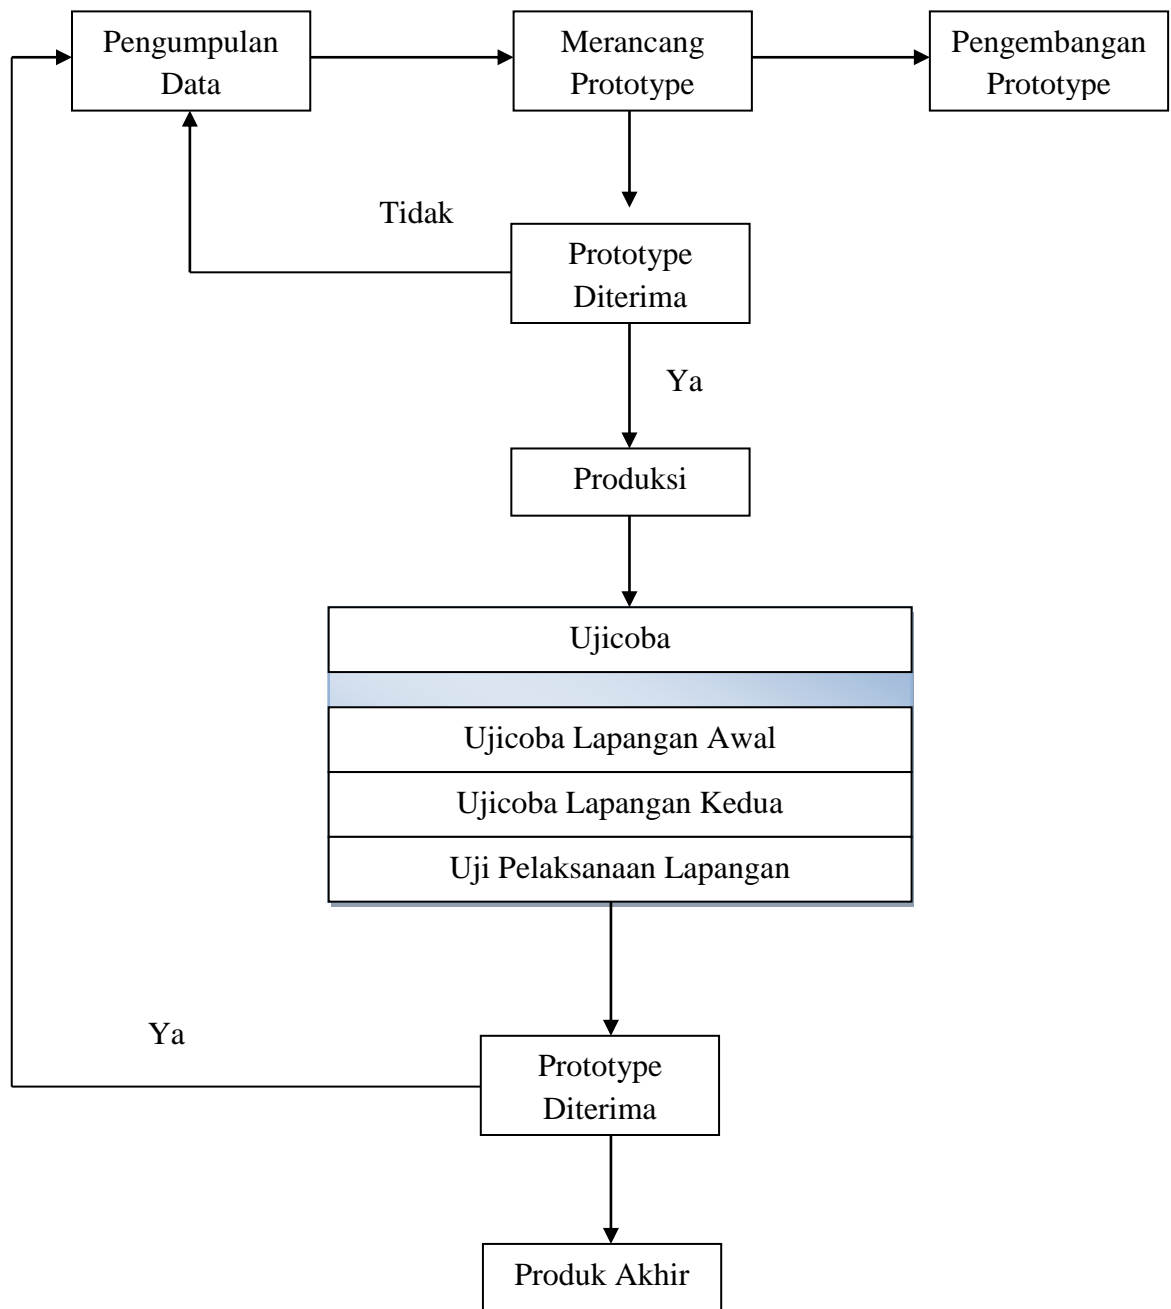 Pengumpulan
Data
Merancang
Prototype
Pengembangan
Prototype
Tidak
Prototype
Diterima
Ya
Produksi
Ujicoba
Ujicoba Lapangan Awal
Ujicoba Lapangan Kedua
Uji Pelaksanaan Lapangan
Ya
Prototype
Diterima
Produk Akhir